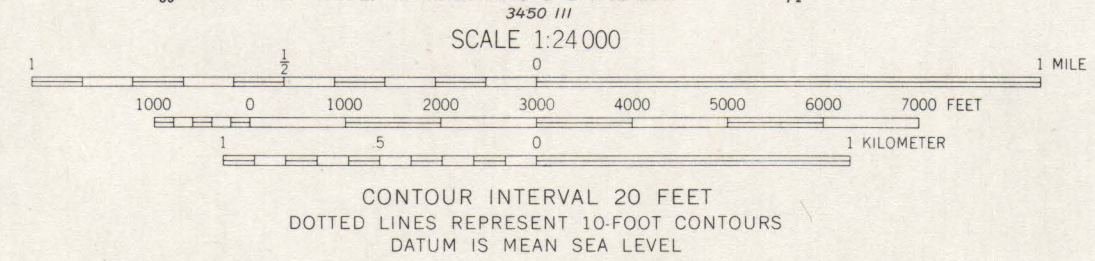 3450 III
SCALE 1:24 000
1 1/2 0 1 MILE
1000 0 1000 2000 3000 4000 5000 6000 7000 FEET
1 .5 0 1 KILOMETER
CONTOUR INTERVAL 20 FEET
DOTTED LINES REPRESENT 10-FOOT CONTOURS
DATUM IS MEAN SEA LEVEL